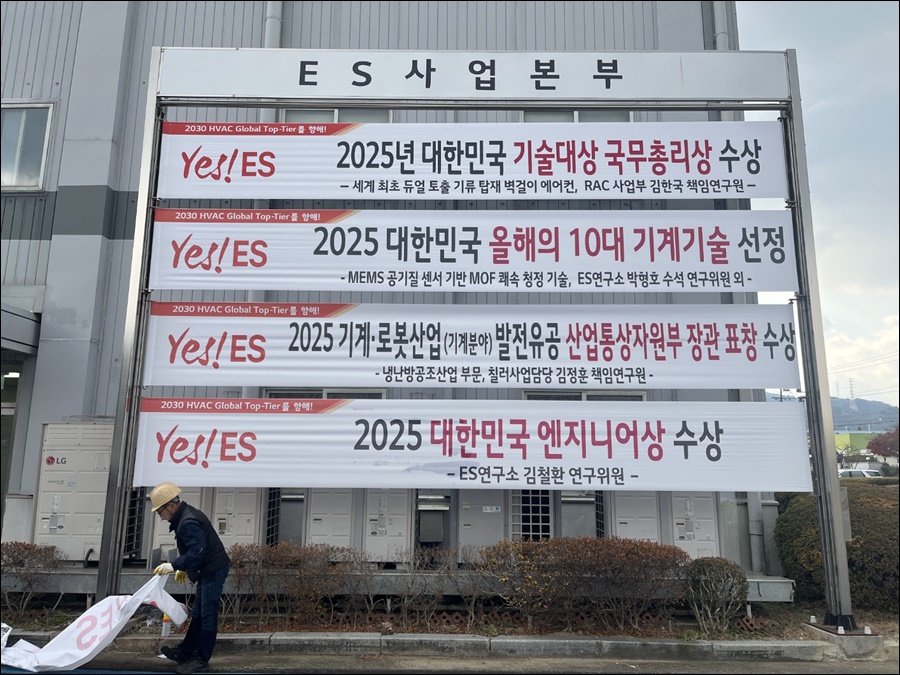 ES사업본부
2030 HVAC Global Top-Tier를 향해!
Yes! ES
2025년 대한민국 기술대상 국무총리상 수상
- 세계 최초 듀얼 토출 기류 탑재 벽걸이 에어컨, RAC 사업부 김한국 책임연구원 -
2030 HVAC Global Top-Tier를 향해!
Yes! ES
2025 대한민국 올해의 10대 기계기술 선정
- MEMS 공기질 센서 기반 MOF 쾌속 청정 기술, ES연구소 박형호 수석 연구위원 외 -
2030 HVAC Global Top-Tier를 향해!
Yes! ES
2025 기계·로봇산업(기계분야) 발전유공 산업통상자원부 장관 표창 수상
- 냉난방공조산업 부문, 칠러사업담당 김정훈 책임연구원 -
2030 HVAC Global Top-Tier를 향해!
Yes! ES
2025 대한민국 엔지니어상 수상
- ES연구소 김철환 연구위원 -
LG
ES